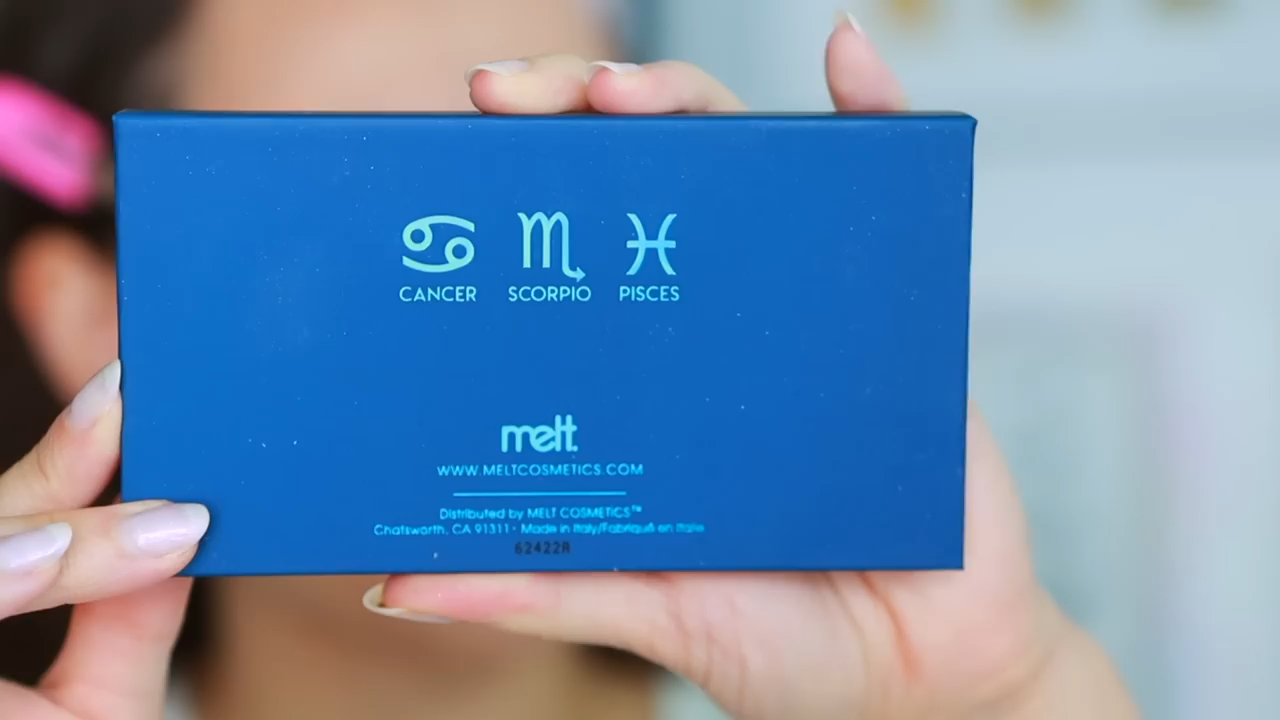 CANCER SCORPIO PISCES
melt.
WWW.MELTCOSMETICS.COM
Distributed by MELT COSMETICS™
Chatsworth, CA 91311 · Made in Italy/Fabriqué en Italie
62422R